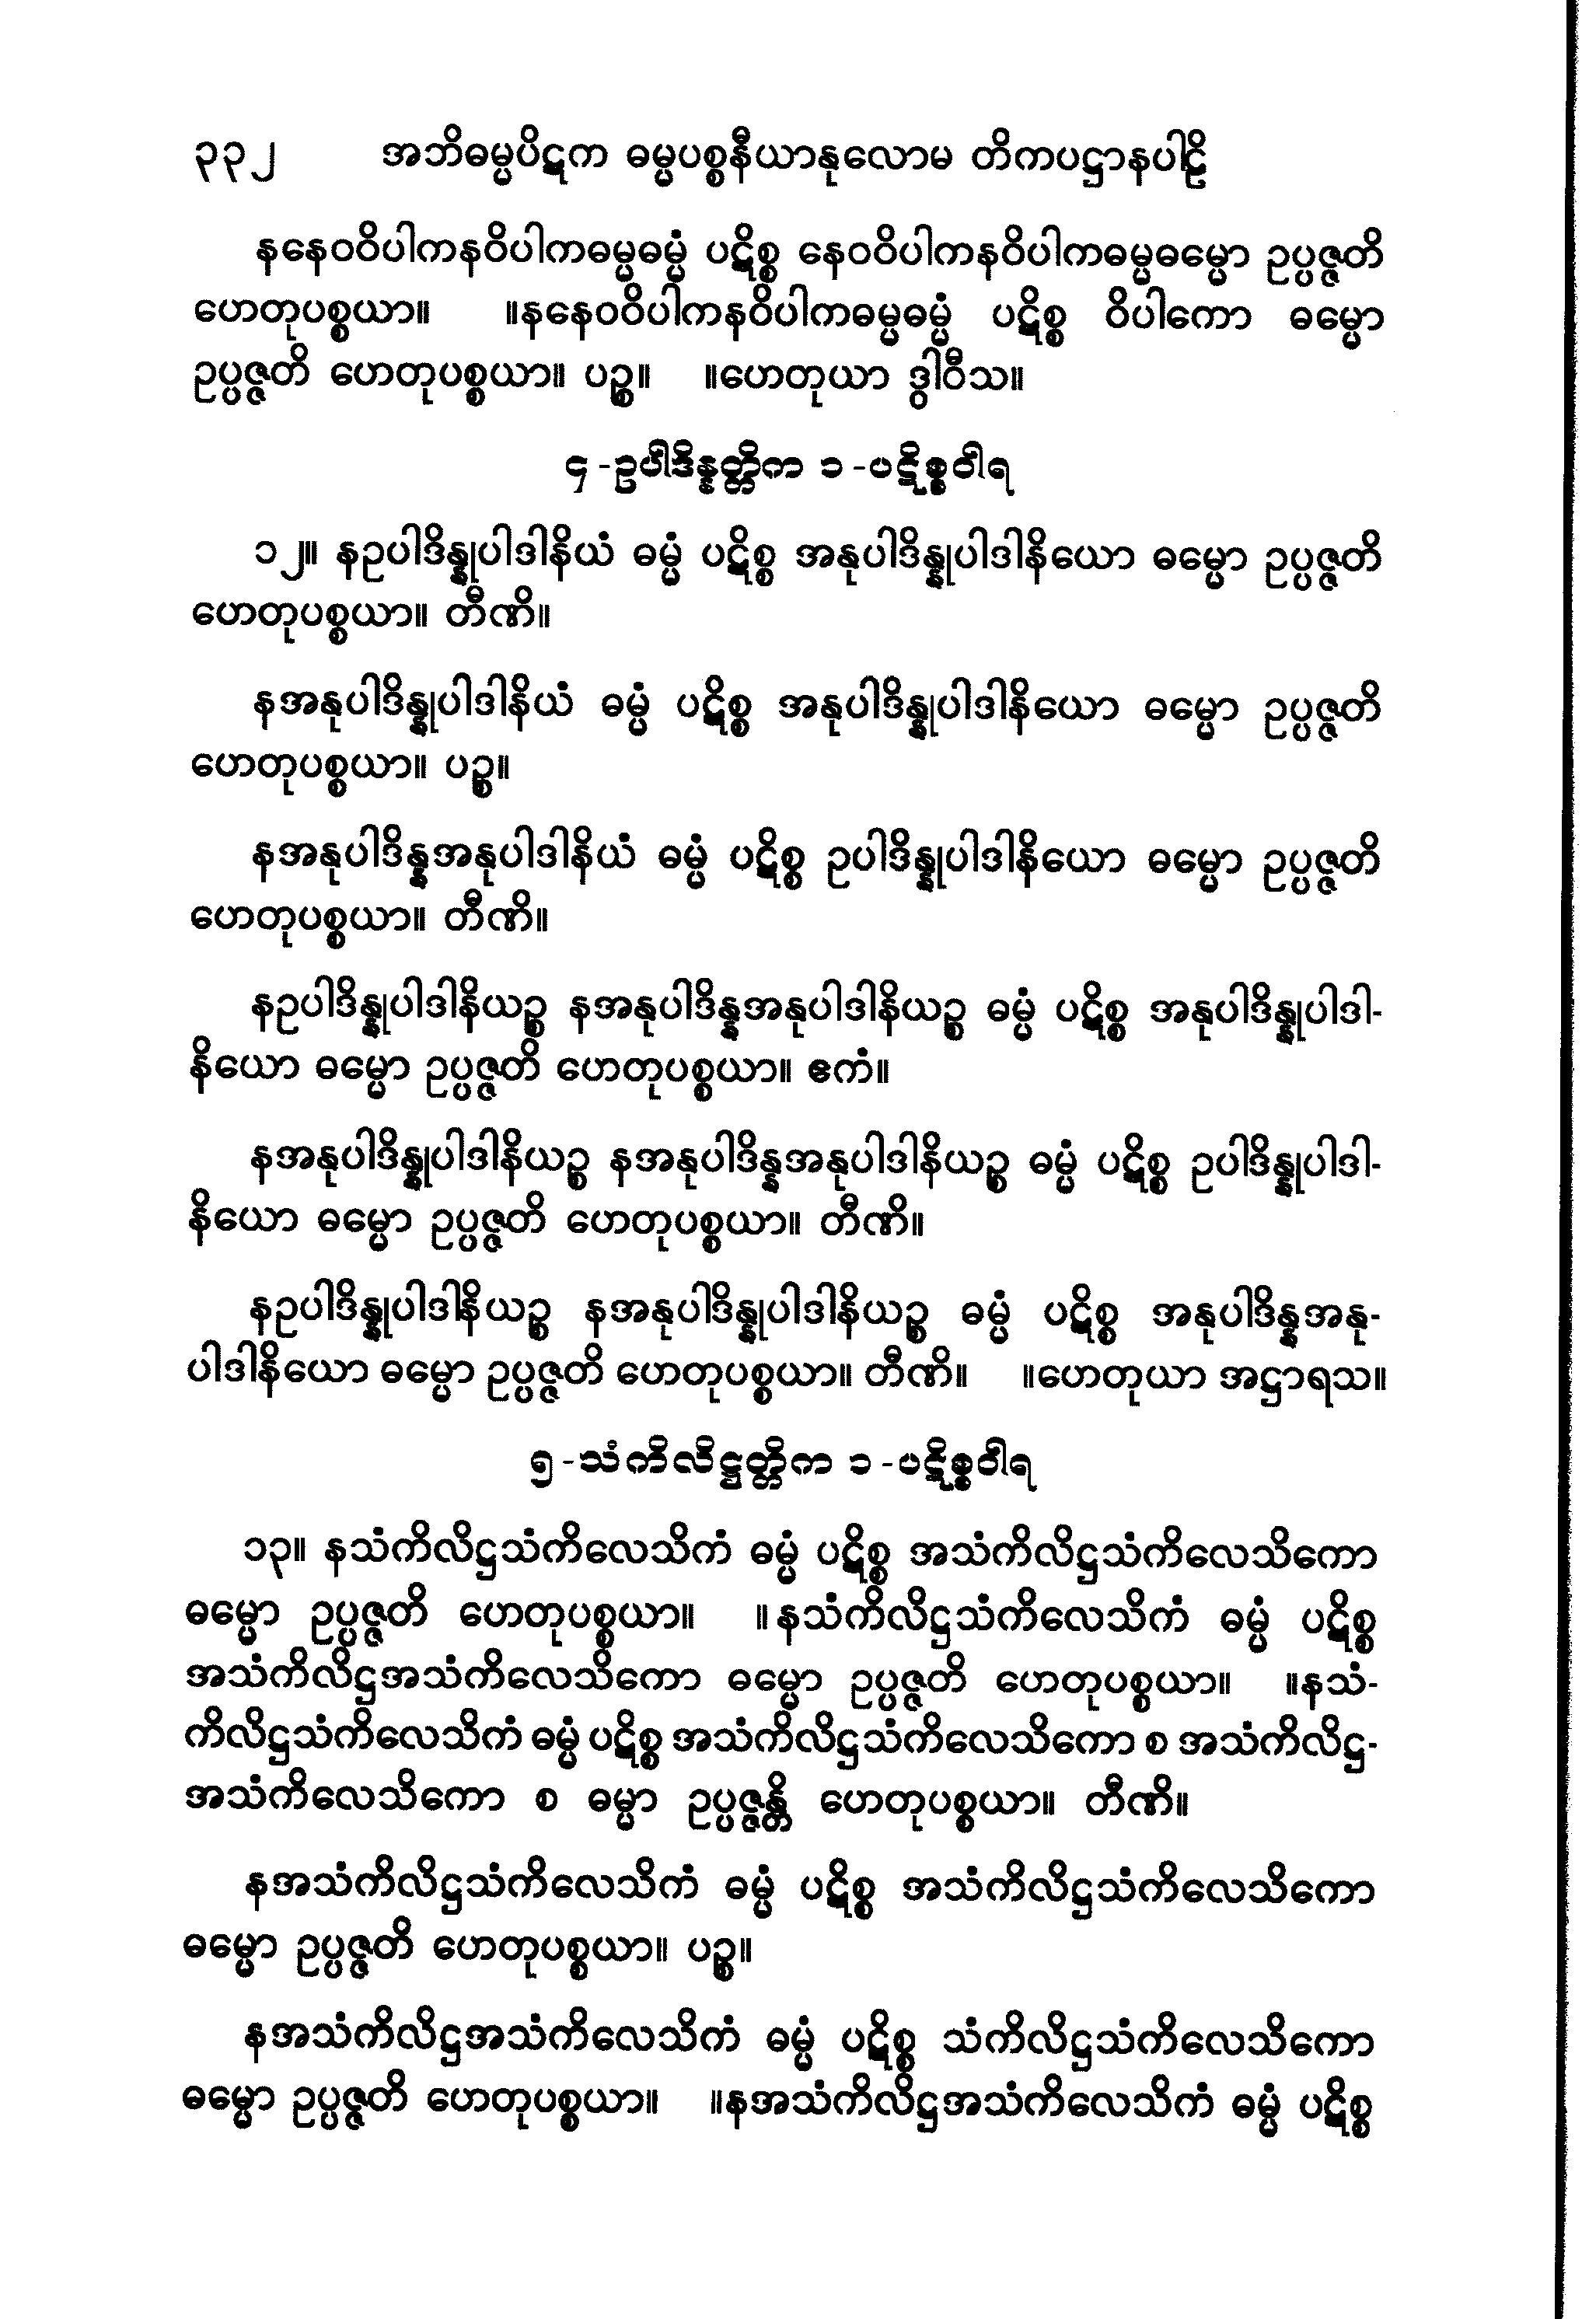 ၃၃၂ အဘိဓမ္မပိဋက ဓမ္မပစ္စနီယာနုလောမ တိကပဋ္ဌာနပါဠိ
နနေဝဝိပါကနဝိပါကဓမ္မဓမ္မံ ပဋိစ္စ နေဝဝိပါကနဝိပါကဓမ္မဓမ္မော ဥပ္ပဇ္ဇတိ
ဟေတုပစ္စယာ။ ။နနေဝဝိပါကနဝိပါကဓမ္မဓမ္မံ ပဋိစ္စ ဝိပါကော ဓမ္မော
ဥပ္ပဇ္ဇတိ ဟေတုပစ္စယာ။ ပဉ္စ။ ။ဟေတုယာ ဒွါဝီသ။
၄-ဥပါဒိန္နတ္တိက ၁-ပဋိစ္စဝါရ
၁၂။ နဥပါဒိန္နုပါဒါနိယံ ဓမ္မံ ပဋိစ္စ အနုပါဒိန္နုပါဒါနိယော ဓမ္မော ဥပ္ပဇ္ဇတိ
ဟေတုပစ္စယာ။ တီဏိ။
နအနုပါဒိန္နုပါဒါနိယံ ဓမ္မံ ပဋိစ္စ အနုပါဒိန္နုပါဒါနိယော ဓမ္မော ဥပ္ပဇ္ဇတိ
ဟေတုပစ္စယာ။ ပဉ္စ။
နအနုပါဒိန္နအနုပါဒါနိယံ ဓမ္မံ ပဋိစ္စ ဥပါဒိန္နုပါဒါနိယော ဓမ္မော ဥပ္ပဇ္ဇတိ
ဟေတုပစ္စယာ။ တီဏိ။
နဥပါဒိန္နုပါဒါနိယဉ္စ နအနုပါဒိန္နအနုပါဒါနိယဉ္စ ဓမ္မံ ပဋိစ္စ အနုပါဒိန္နုပါဒါ-
နိယော ဓမ္မော ဥပ္ပဇ္ဇတိ ဟေတုပစ္စယာ။ ဧကံ။
နအနုပါဒိန္နုပါဒါနိယဉ္စ နအနုပါဒိန္နအနုပါဒါနိယဉ္စ ဓမ္မံ ပဋိစ္စ ဥပါဒိန္နုပါဒါ-
နိယော ဓမ္မော ဥပ္ပဇ္ဇတိ ဟေတုပစ္စယာ။ တီဏိ။
နဥပါဒိန္နုပါဒါနိယဉ္စ နအနုပါဒိန္နုပါဒါနိယဉ္စ ဓမ္မံ ပဋိစ္စ အနုပါဒိန္နအနု-
ပါဒါနိယော ဓမ္မော ဥပ္ပဇ္ဇတိ ဟေတုပစ္စယာ။ တီဏိ။ ။ဟေတုယာ အဋ္ဌာရသ။
၅-သံကိလိဋ္ဌတ္တိက ၁-ပဋိစ္စဝါရ
၁၃။ နသံကိလိဋ္ဌသံကိလေသိကံ ဓမ္မံ ပဋိစ္စ အသံကိလိဋ္ဌသံကိလေသိကော
ဓမ္မော ဥပ္ပဇ္ဇတိ ဟေတုပစ္စယာ။ ။နသံကိလိဋ္ဌသံကိလေသိကံ ဓမ္မံ ပဋိစ္စ
အသံကိလိဋ္ဌအသံကိလေသိကော ဓမ္မော ဥပ္ပဇ္ဇတိ ဟေတုပစ္စယာ။ ။နသံ-
ကိလိဋ္ဌသံကိလေသိကံ ဓမ္မံ ပဋိစ္စ အသံကိလိဋ္ဌသံကိလေသိကော စ အသံကိလိဋ္ဌ-
အသံကိလေသိကော စ ဓမ္မာ ဥပ္ပဇ္ဇန္တိ ဟေတုပစ္စယာ။ တီဏိ။
နအသံကိလိဋ္ဌသံကိလေသိကံ ဓမ္မံ ပဋိစ္စ အသံကိလိဋ္ဌသံကိလေသိကော
ဓမ္မော ဥပ္ပဇ္ဇတိ ဟေတုပစ္စယာ။ ပဉ္စ။
နအသံကိလိဋ္ဌအသံကိလေသိကံ ဓမ္မံ ပဋိစ္စ သံကိလိဋ္ဌသံကိလေသိကော
ဓမ္မော ဥပ္ပဇ္ဇတိ ဟေတုပစ္စယာ။ ။နအသံကိလိဋ္ဌအသံကိလေသိကံ ဓမ္မံ ပဋိစ္စ